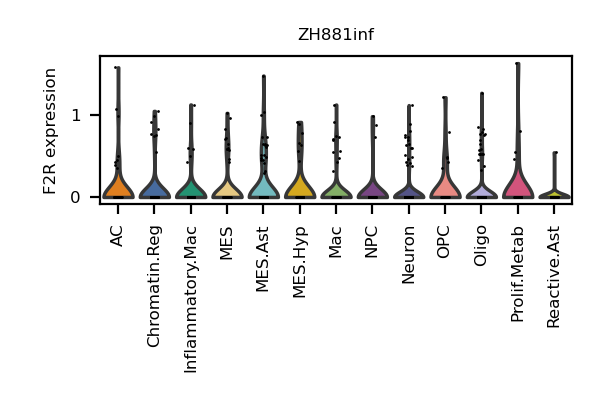 ZH881inf
F2R expression
1
0
AC
Chromatin.Reg
Inflammatory.Mac
MES
MES.Ast
MES.Hyp
Mac
NPC
Neuron
OPC
Oligo
Prolif.Metab
Reactive.Ast